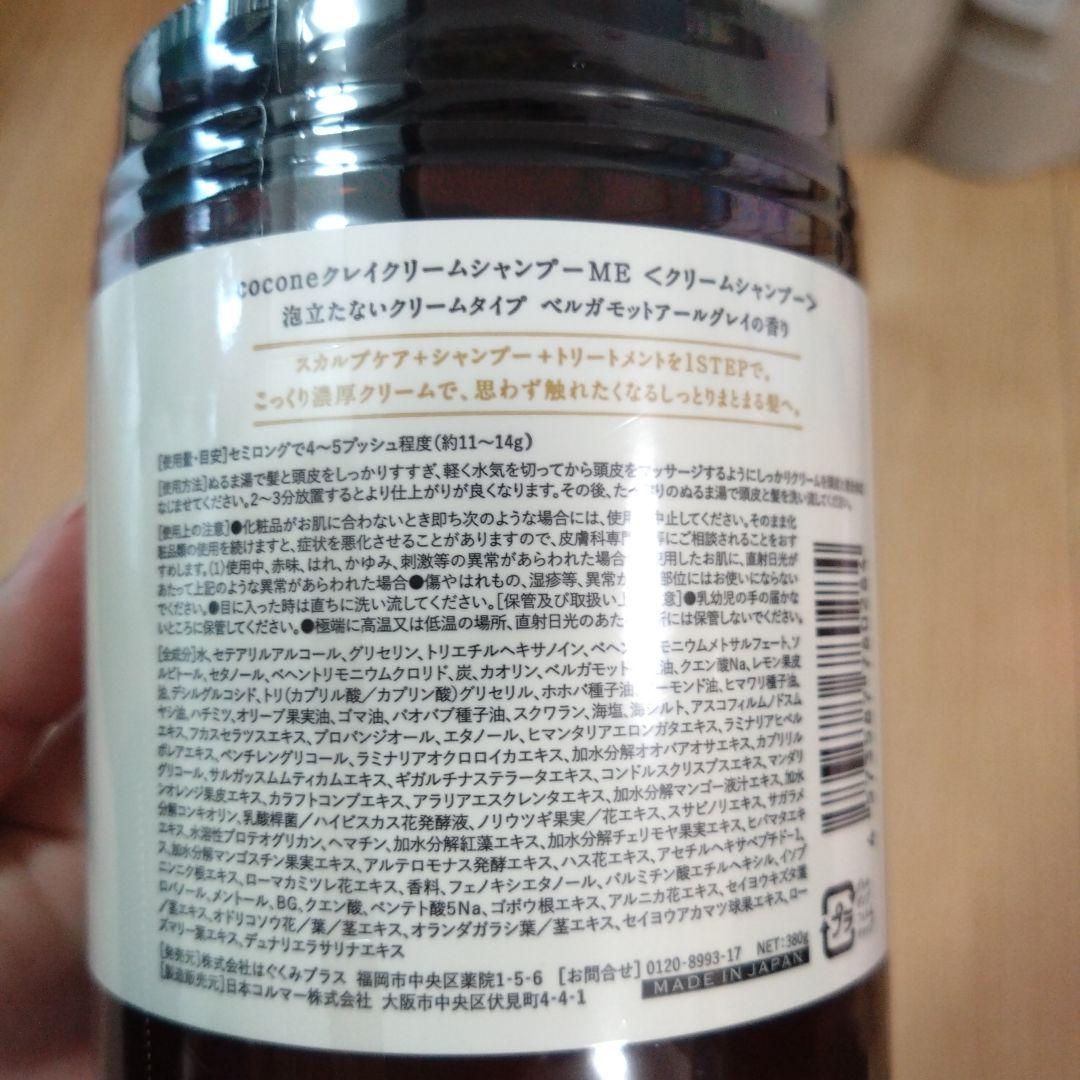 coconeクレイクリームシャンプーME <クリームシャンプー>
泡立たないクリームタイプ ベルガモットアールグレイの香り
スカルプケア+シャンプー+トリートメントを1STEPで。
こっくり濃厚クリームで、思わず触れたくなるしっとりまとまる髪へ。
[使用量・目安]セミロングで4〜5プッシュ程度(約11〜14g)
[使用方法]ぬるま湯で髪と頭皮をしっかりすすぎ、軽く水気を切ってから頭皮をマッサージするようにしっかりクリームを
なじませてください。2〜3分放置するとより仕上がりが良くなります。その後、たっぷりのぬるま湯で頭皮と髪を洗い流してください。
[使用上の注意]●化粧品がお肌に合わないとき即ち次のような場合には、使用 中止してください。そのまま化
粧品類の使用を続けますと、症状を悪化させることがありますので、皮膚科専門 等にご相談されることをおす
すめします。(1)使用中、赤味、はれ、かゆみ、刺激等の異常があらわれた場合 使用したお肌に、直射日光が
あたって上記のような異常があらわれた場合●傷やはれもの、湿疹等、異常が 部位にはお使いにならない
でください。●目に入った時は直ちに洗い流してください。[保管及び取扱い上 意]●乳幼児の手の届かな
いところに保管してください。●極端に高温又は低温の場所、直射日光のあた 所には保管しないでください。
[全成分]水、セテアリルアルコール、グリセリン、トリエチルヘキサノイン、ベヘン モニウムメトサルフェート、ソ
ルビトール、セタノール、ベヘントリモニウムクロリド、炭、カオリン、ベルガモット 油、クエン酸Na、レモン果皮
油、デシルグルコシド、トリ(カプリル酸/カプリン酸)グリセリル、ホホバ種子油、アーモンド油、ヒマワリ種子油、
ヤシ油、ハチミツ、オリーブ果実油、ゴマ油、バオバブ種子油、スクワラン、海塩、海シルト、アスコフィルムノドスム
エキス、フカスセラツスエキス、プロパンジオール、エタノール、ヒマンタリアエロンガタエキス、ラミナリアヒペル
ボレアエキス、ペンチレングリコール、ラミナリアオクロロイカエキス、加水分解オオバアオサエキス、カプリリル
グリコール、サルガッスムムティカムエキス、ギガルチナステラータエキス、コンドルスクリスプスエキス、マンダリ
ンオレンジ果皮エキス、カラフトコンブエキス、アラリアエスクレンタエキス、加水分解マンゴー液汁エキス、加水
分解コンキオリン、乳酸桿菌/ハイビスカス花発酵液、ノリウツギ果実/花エキス、スサビノリエキス、サガラメ
エキス、水溶性プロテオグリカン、ヘマチン、加水分解紅藻エキス、加水分解チェリモヤ果実エキス、ヒバマタエキ
ス、加水分解マンゴスチン果実エキス、アルテロモナス発酵エキス、ハス花エキス、アセチルヘキサペプチド-1、
ニンニク根エキス、ローマカミツレ花エキス、香料、フェノキシエタノール、パルミチン酸エチルヘキシル、イソプ
ロパノール、メントール、BG、クエン酸、ペンテト酸5Na、ゴボウ根エキス、アルニカ花エキス、セイヨウキズタ葉
/茎エキス、オドリコソウ花/葉/茎エキス、オランダガラシ葉/茎エキス、セイヨウアカマツ球果エキス、ロー
ズマリー葉エキス、デュナリエラサリナエキス
[発売元]株式会社はぐくみプラス 福岡市中央区薬院1-5-6 [お問合せ]0120-8993-17 NET:380g
[製造販売元]日本コルマー株式会社 大阪市中央区伏見町4-4-1 MADE IN JAPAN
プラ